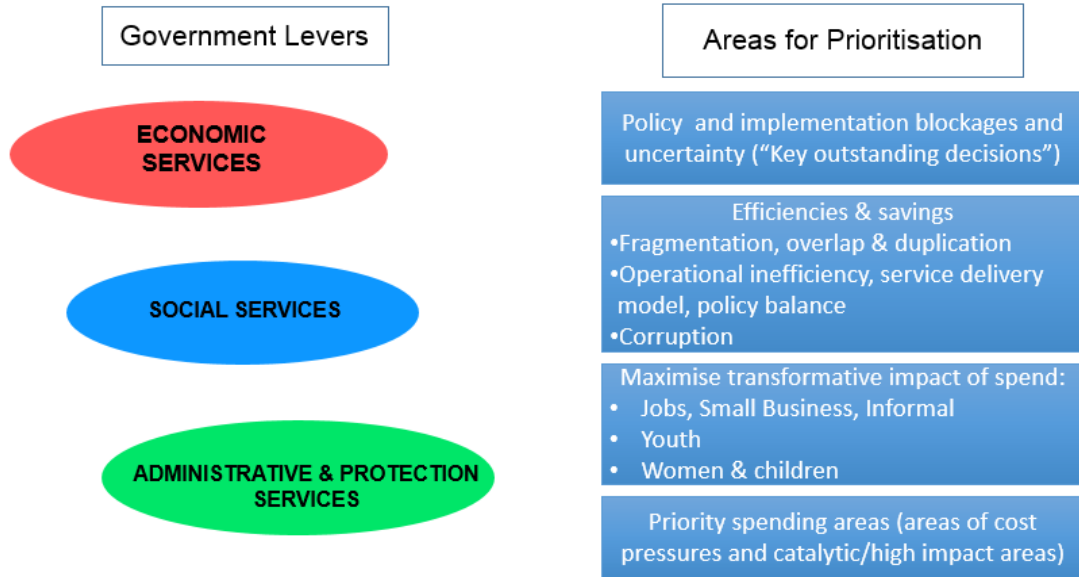 Government Levers
ECONOMIC
SERVICES
SOCIAL SERVICES
ADMINISTRATIVE & PROTECTION
SERVICES
Areas for Prioritisation
Policy and implementation blockages and
uncertainty (“Key outstanding decisions”)
Efficiencies & savings
•Fragmentation, overlap & duplication
•Operational inefficiency, service delivery
model, policy balance
•Corruption
Maximise transformative impact of spend:
• Jobs, Small Business, Informal
• Youth
• Women & children
Priority spending areas (areas of cost
pressures and catalytic/high impact areas)